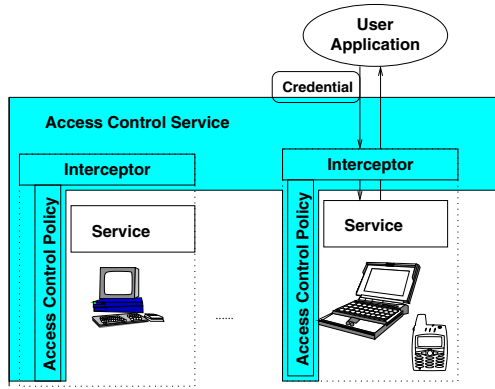 User
Application
Credential
Access Control Service
Interceptor
Interceptor
Access Control Policy
Service
Access Control Policy
Service
......